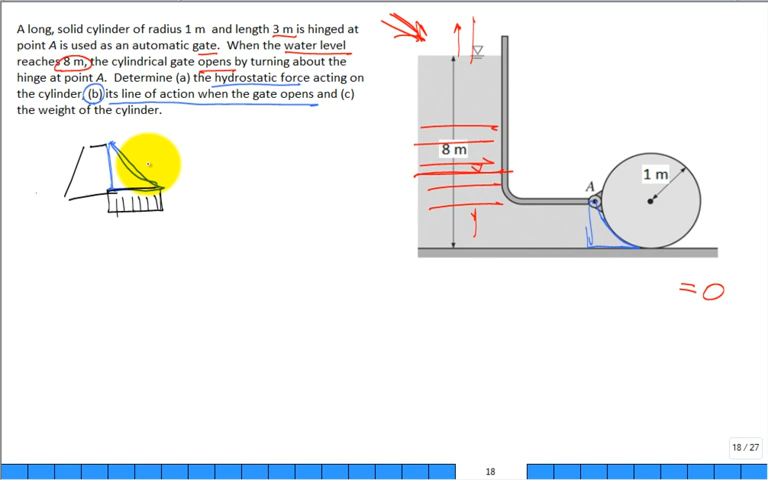 A long, solid cylinder of radius 1 m and length 3 m is hinged at
point A is used as an automatic gate. When the water level
reaches 8 m, the cylindrical gate opens by turning about the
hinge at point A. Determine (a) the hydrostatic force acting on
the cylinder, (b) its line of action when the gate opens and (c)
the weight of the cylinder.
8 m
A
1 m
= 0
18 / 27
18